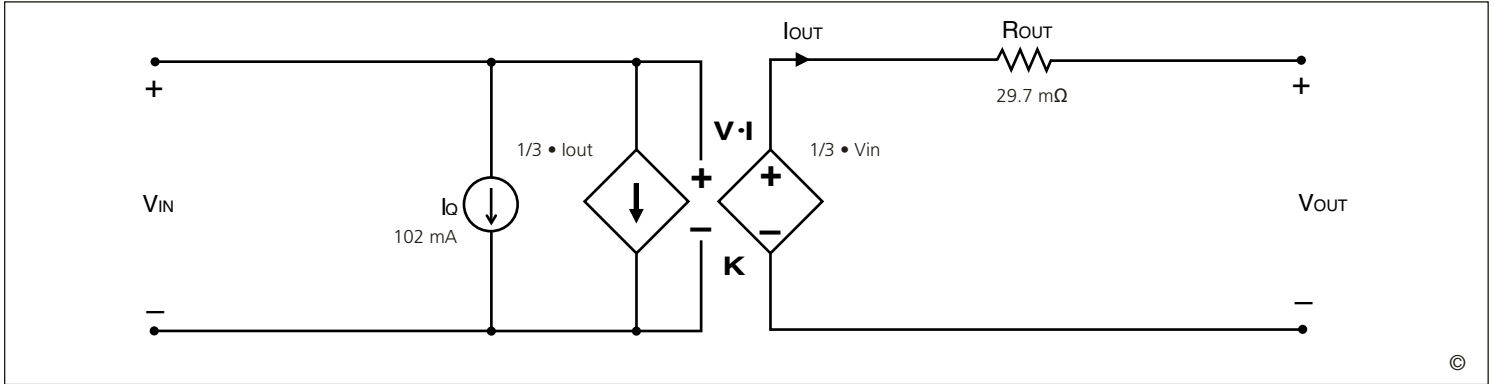 IOUT
ROUT
+
+
29.7 mΩ
V·I
1/3 • Iout
1/3 • Vin
+
+
VIN
IQ
VOUT
102 mA
–
–
K
–
–
©